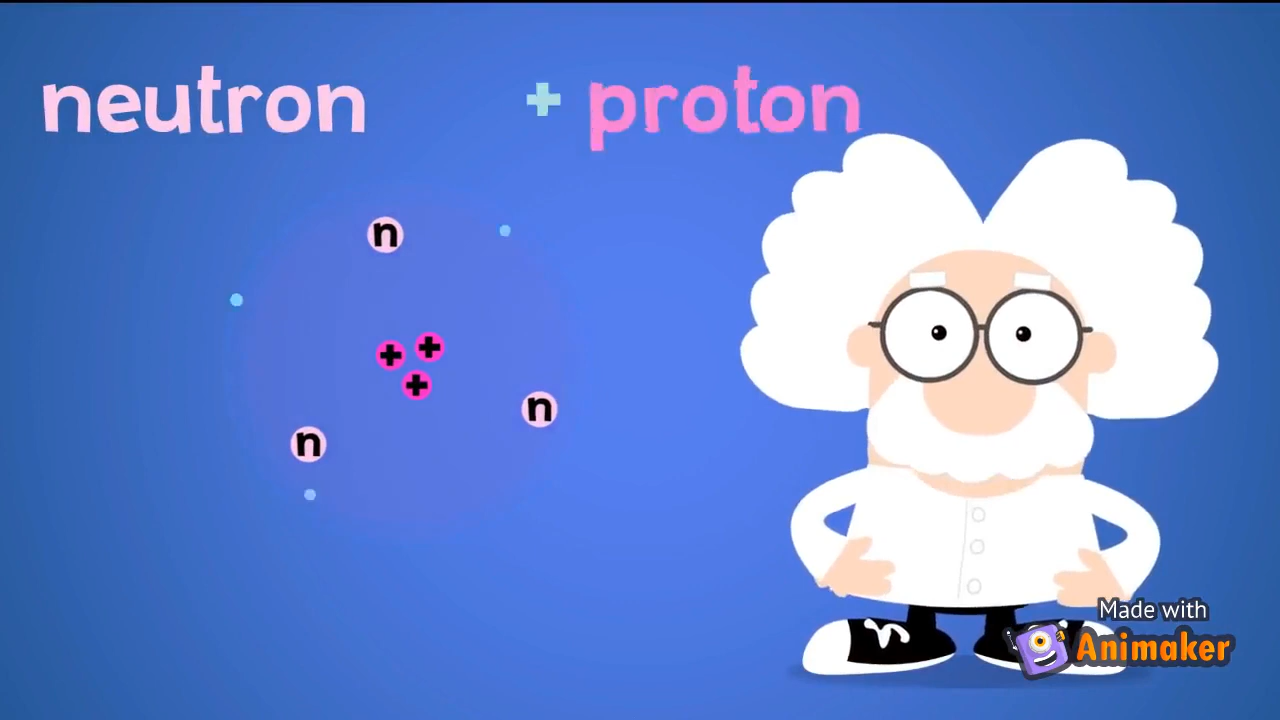 neutron + proton
n
+ +
+
n
n
Made with
Animaker